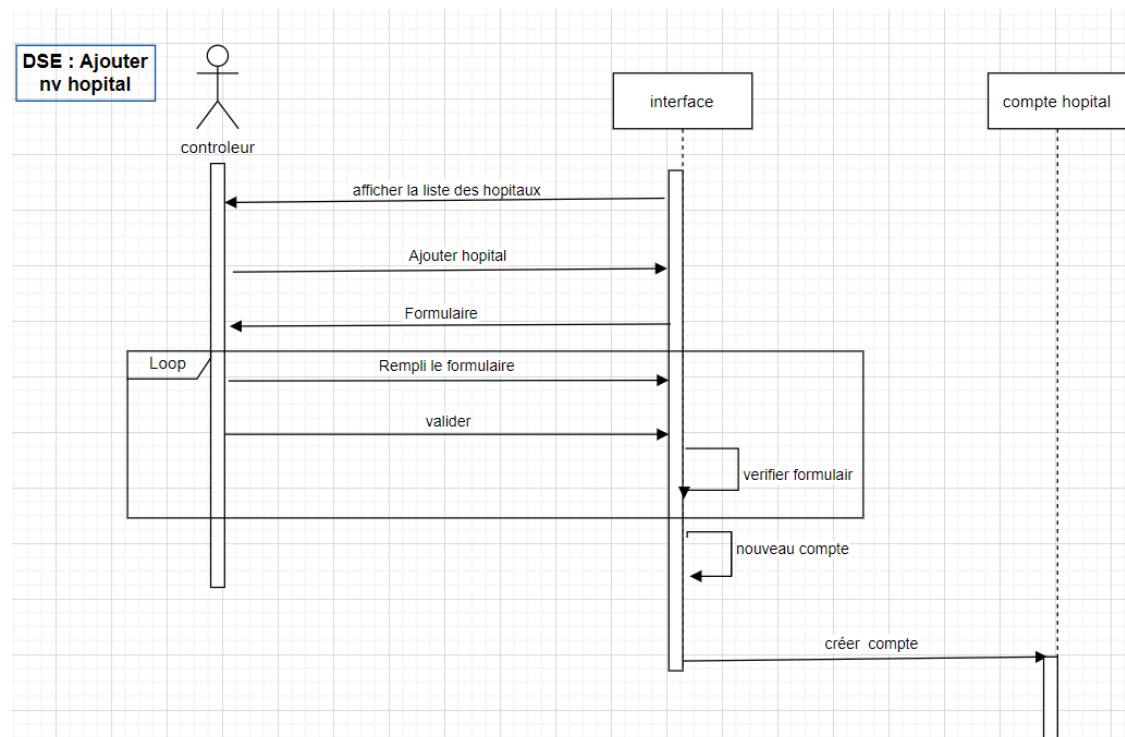 DSE : Ajouter
nv hopital
controleur
interface
compte hopital
afficher la liste des hopitaux
Ajouter hopital
Formulaire
Loop
Rempli le formulaire
valider
verifier formulair
nouveau compte
créer compte